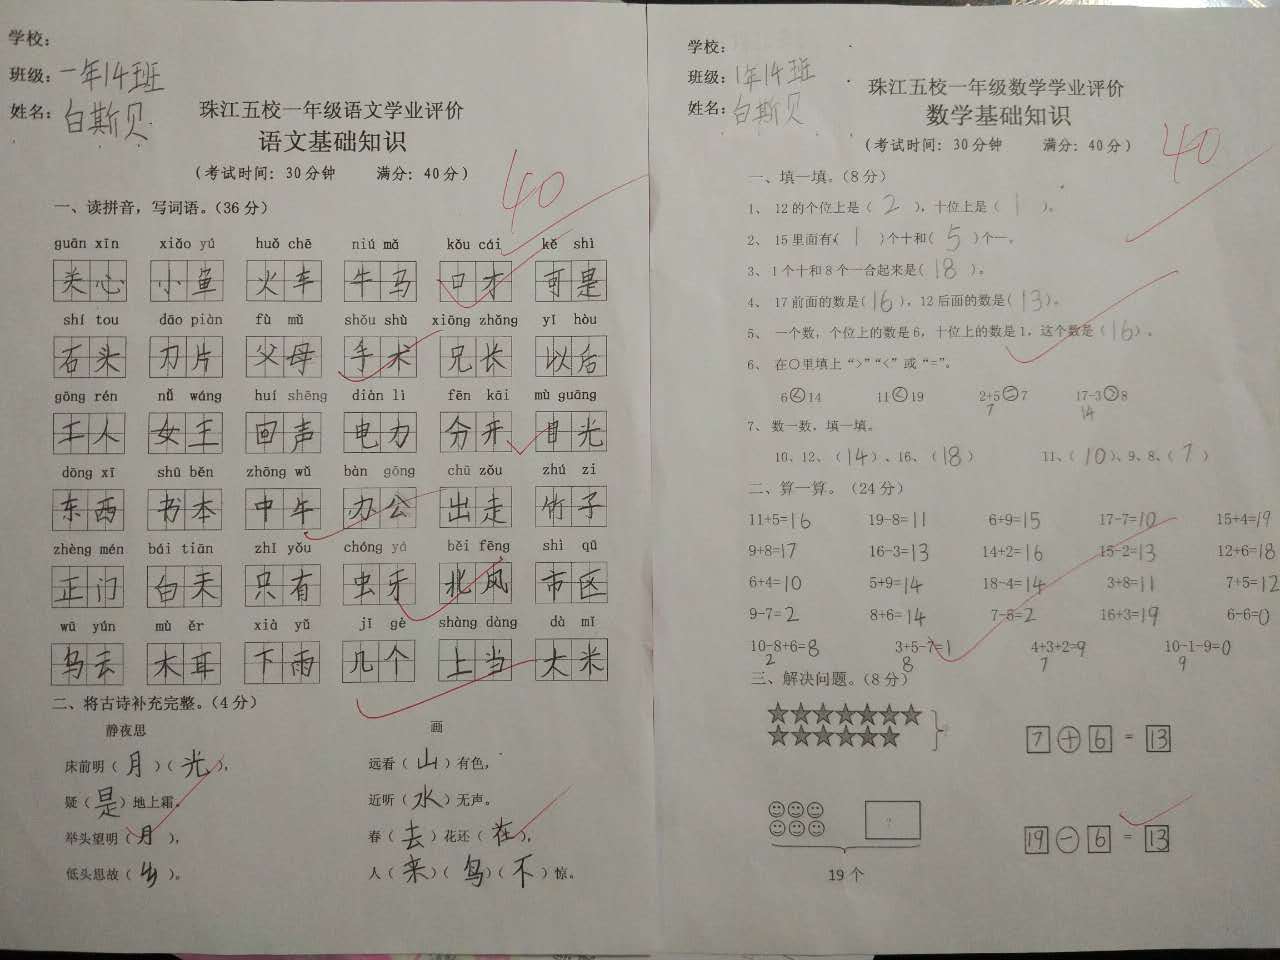 学校：
班级：一年14班
姓名：白斯贝
珠江五校一年级语文学业评价
语文基础知识
（考试时间：30分钟 满分：40分）
40
一、读拼音，写词语。（36分）
guān xīn xiǎo yú huǒ chē niú mǎ kǒu cái kě shì
关心 小鱼 火车 牛马 口才 可是
shí tou dāo piàn fù mǔ shǒu shù xiōng zhǎng yǐ hòu
石头 刀片 父母 手术 兄长 以后
gōng rén nǚ wáng huí shēng diàn lì fēn kāi mù guāng
工人 女王 回声 电力 分开 目光
dōng xī shū běn zhōng wǔ bàn gōng chū zǒu zhú zi
东西 书本 中午 办公 出走 竹子
zhèng mén bái tiān zhǐ yǒu chóng yá běi fēng shì qū
正门 白天 只有 虫牙 北风 市区
wū yún mù ěr xià yǔ jǐ gè shàng dàng dà mǐ
乌云 木耳 下雨 几个 上当 大米
二、将古诗补充完整。（4分）
静夜思
床前明（月）（光），
疑（是）地上霜。
举头望明（月），
低头思故（乡）。
画
远看（山）有色，
近听（水）无声。
春（去）花还（在），
人（来）（鸟）（不）惊。
学校：
班级：1年14班
姓名：白斯贝
珠江五校一年级数学学业评价
数学基础知识
（考试时间：30分钟 满分：40分）
40
一、填一填。（8分）
1、 12的个位上是（2），十位上是（1）。
2、 15里面有（1）个十和（5）个一。
3、 1个十和8个一合起来是（18）。
4、 17前面的数是（16），12后面的数是（13）。
5、 一个数，个位上的数是6，十位上的数是1，这个数是（16）。
6、 在○里填上“>”“<”或“=”。
6<14 11<19 2+5=7 17-3>8
7 14
7、 数一数，填一填。
10、12、（14）、16、（18） 11、（10）、9、8、（7）
二、算一算。（24分）
11+5=16 19-8=11 6+9=15 17-7=10 15+4=19
9+8=17 16-3=13 14+2=16 15-2=13 12+6=18
6+4=10 5+9=14 18-4=14 3+8=11 7+5=12
9-7=2 8+6=14 7-5=2 16+3=19 6-6=0
10-8+6=8 3+5-7=1 4+3+2=9 10-1-9=0
2 8 7 9
三、解决问题。（8分）
7+6=13
?
19-6=13
19个